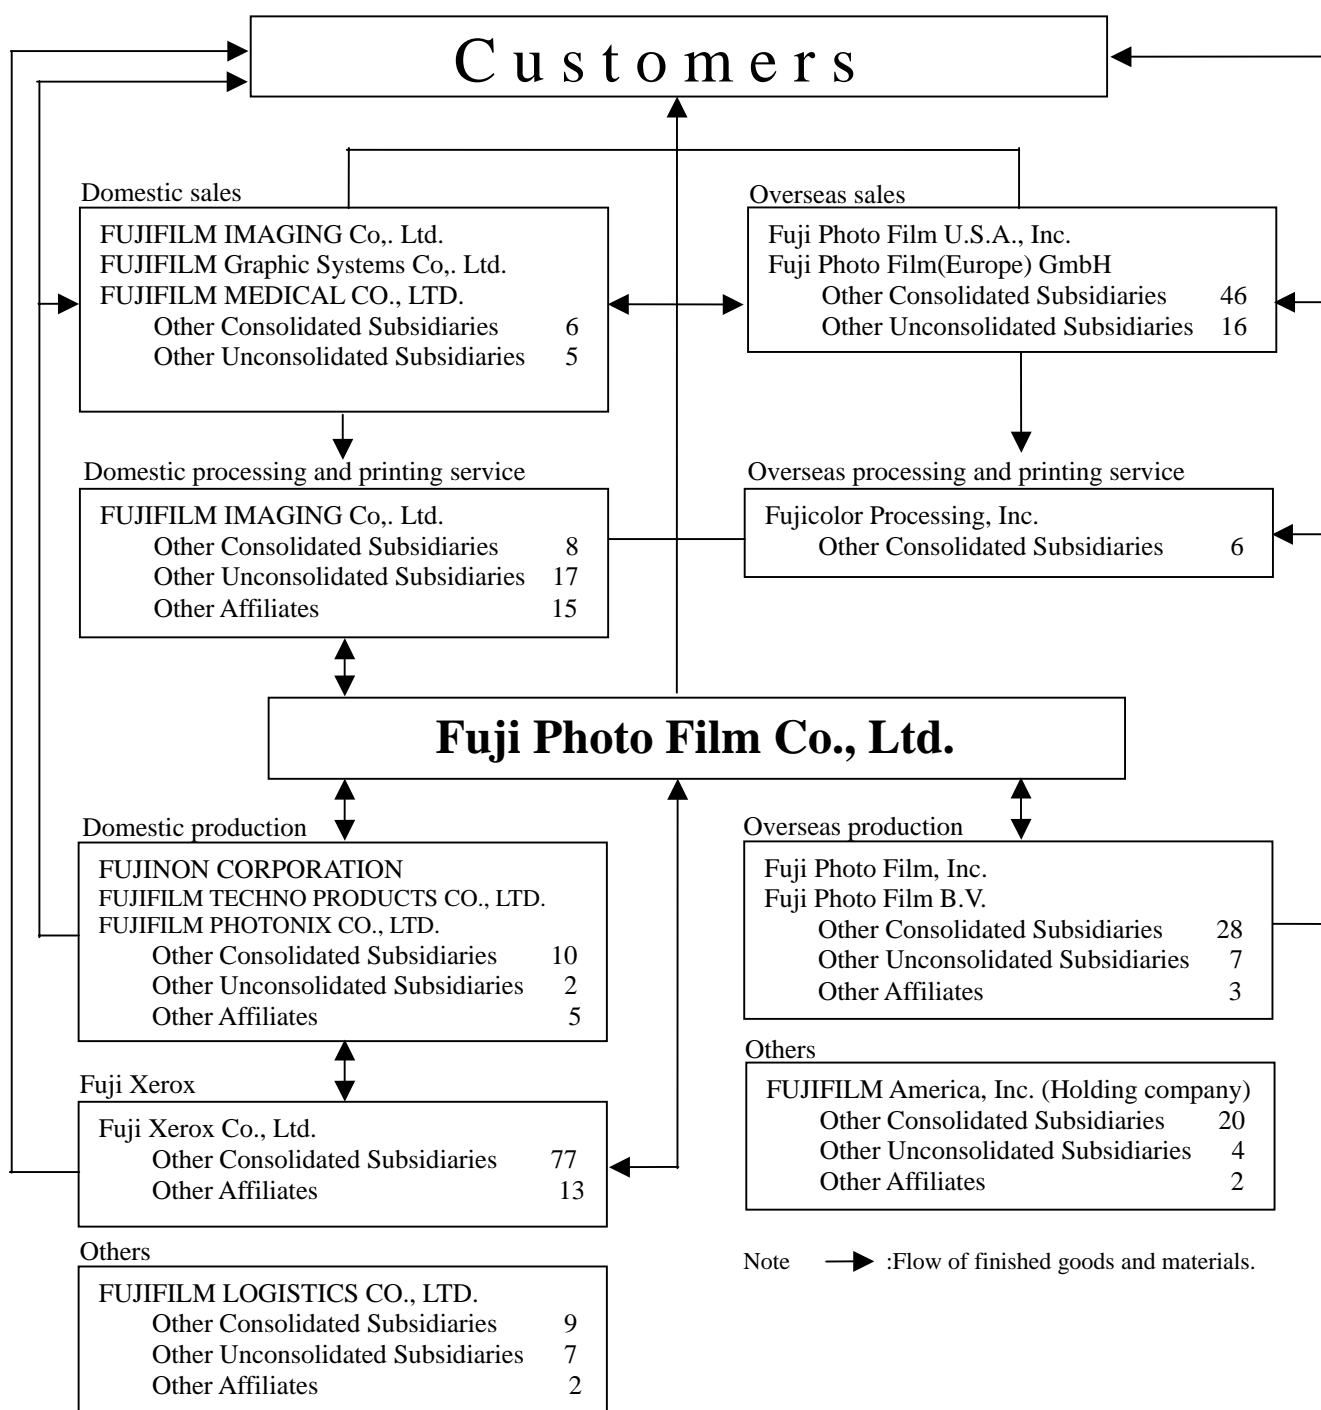 Customers
Domestic sales
FUJIFILM IMAGING Co,. Ltd.
FUJIFILM Graphic Systems Co,. Ltd.
FUJIFILM MEDICAL CO., LTD.
Other Consolidated Subsidiaries 6
Other Unconsolidated Subsidiaries 5
Overseas sales
Fuji Photo Film U.S.A., Inc.
Fuji Photo Film(Europe) GmbH
Other Consolidated Subsidiaries 46
Other Unconsolidated Subsidiaries 16
Domestic processing and printing service
FUJIFILM IMAGING Co,. Ltd.
Other Consolidated Subsidiaries 8
Other Unconsolidated Subsidiaries 17
Other Affiliates 15
Overseas processing and printing service
Fujicolor Processing, Inc.
Other Consolidated Subsidiaries 6
Fuji Photo Film Co., Ltd.
Domestic production
FUJINON CORPORATION
FUJIFILM TECHNO PRODUCTS CO., LTD.
FUJIFILM PHOTONIX CO., LTD.
Other Consolidated Subsidiaries 10
Other Unconsolidated Subsidiaries 2
Other Affiliates 5
Overseas production
Fuji Photo Film, Inc.
Fuji Photo Film B.V.
Other Consolidated Subsidiaries 28
Other Unconsolidated Subsidiaries 7
Other Affiliates 3
Fuji Xerox
Fuji Xerox Co., Ltd.
Other Consolidated Subsidiaries 77
Other Affiliates 13
Others
FUJIFILM America, Inc. (Holding company)
Other Consolidated Subsidiaries 20
Other Unconsolidated Subsidiaries 4
Other Affiliates 2
Others
FUJIFILM LOGISTICS CO., LTD.
Other Consolidated Subsidiaries 9
Other Unconsolidated Subsidiaries 7
Other Affiliates 2
Note :Flow of finished goods and materials.